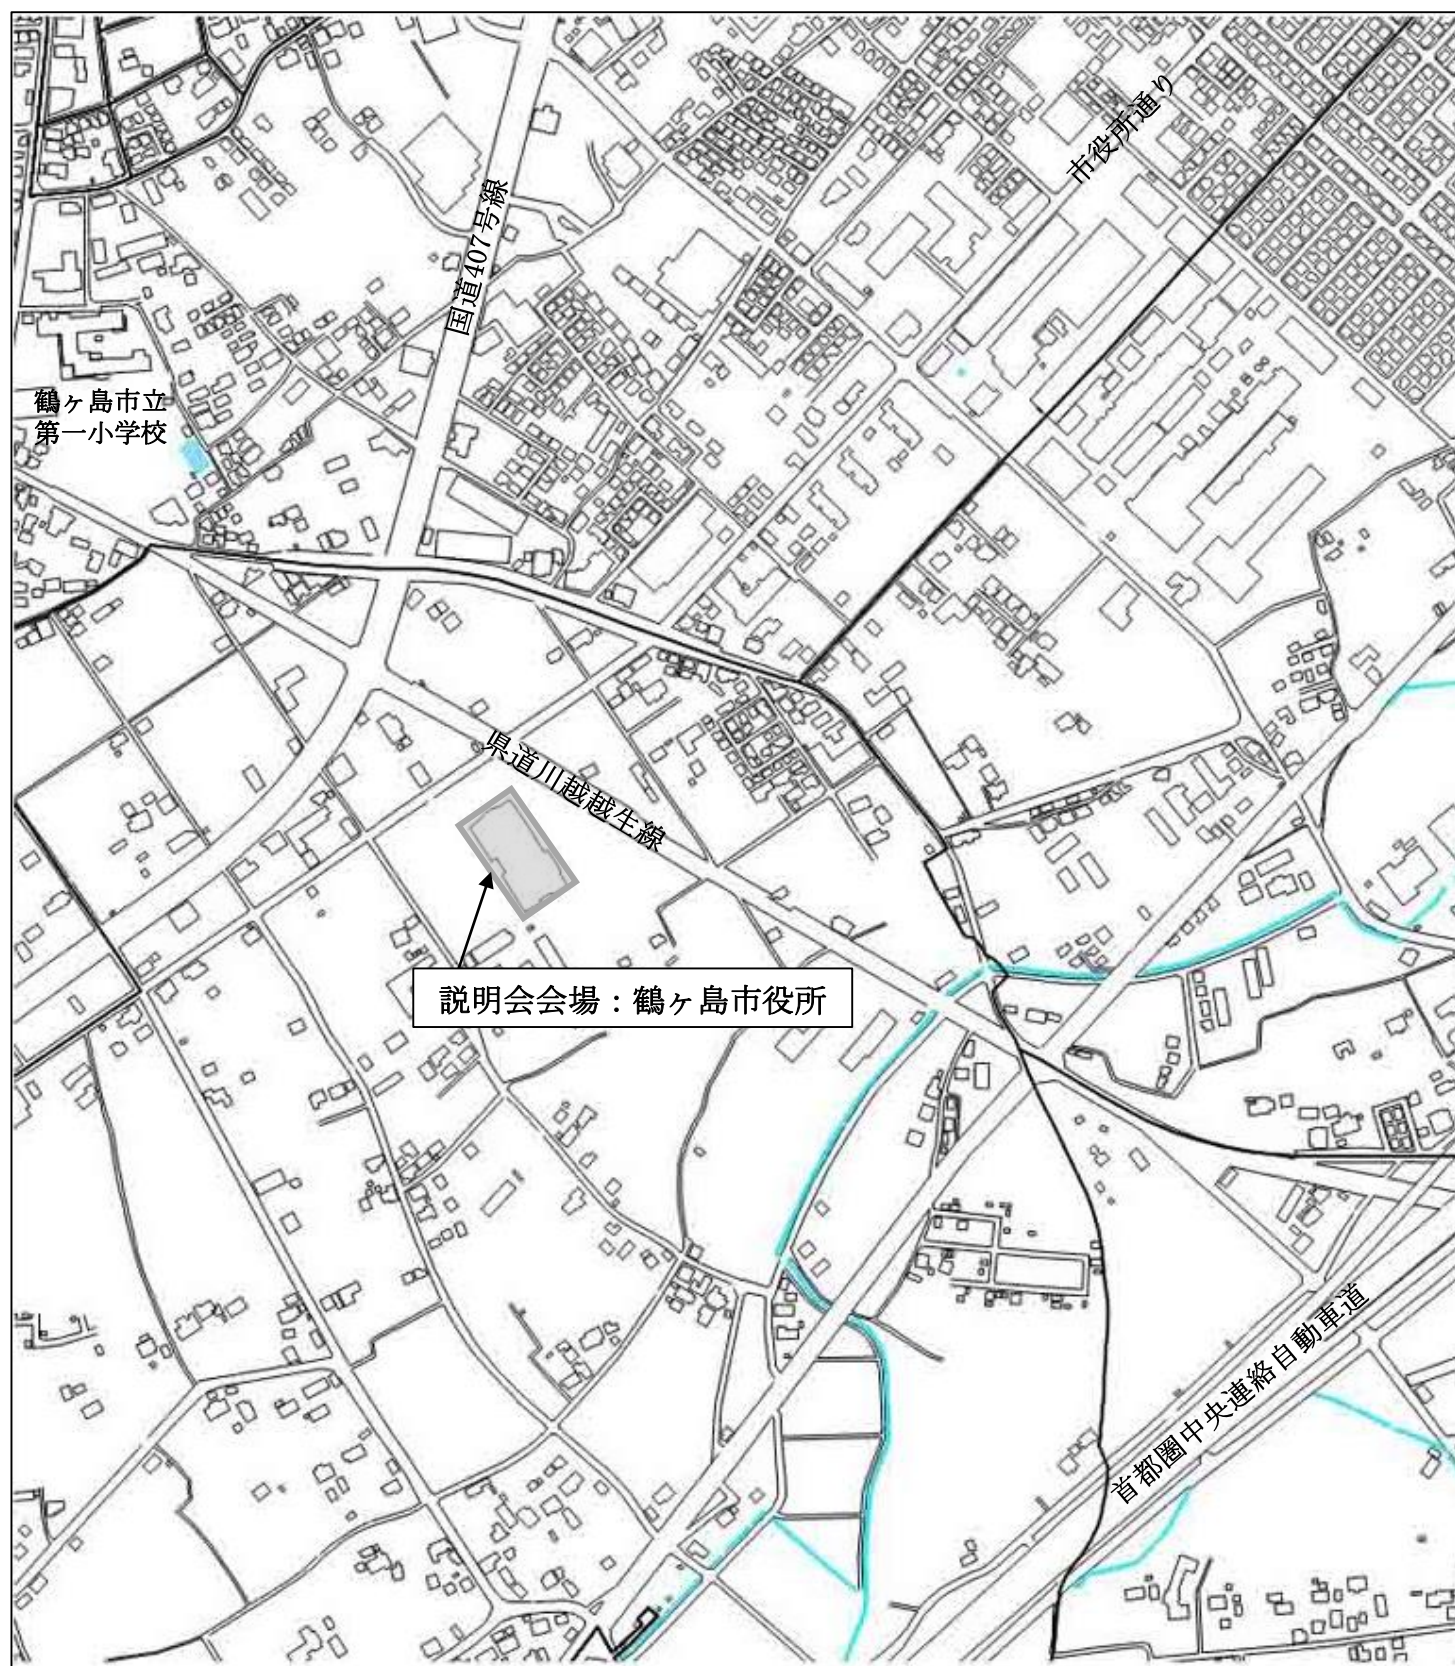 市役所通り
国道407号線
鶴ヶ島市立
第一小学校
県道川越越生線
説明会会場：鶴ヶ島市役所
首都圏中央連絡自動車道